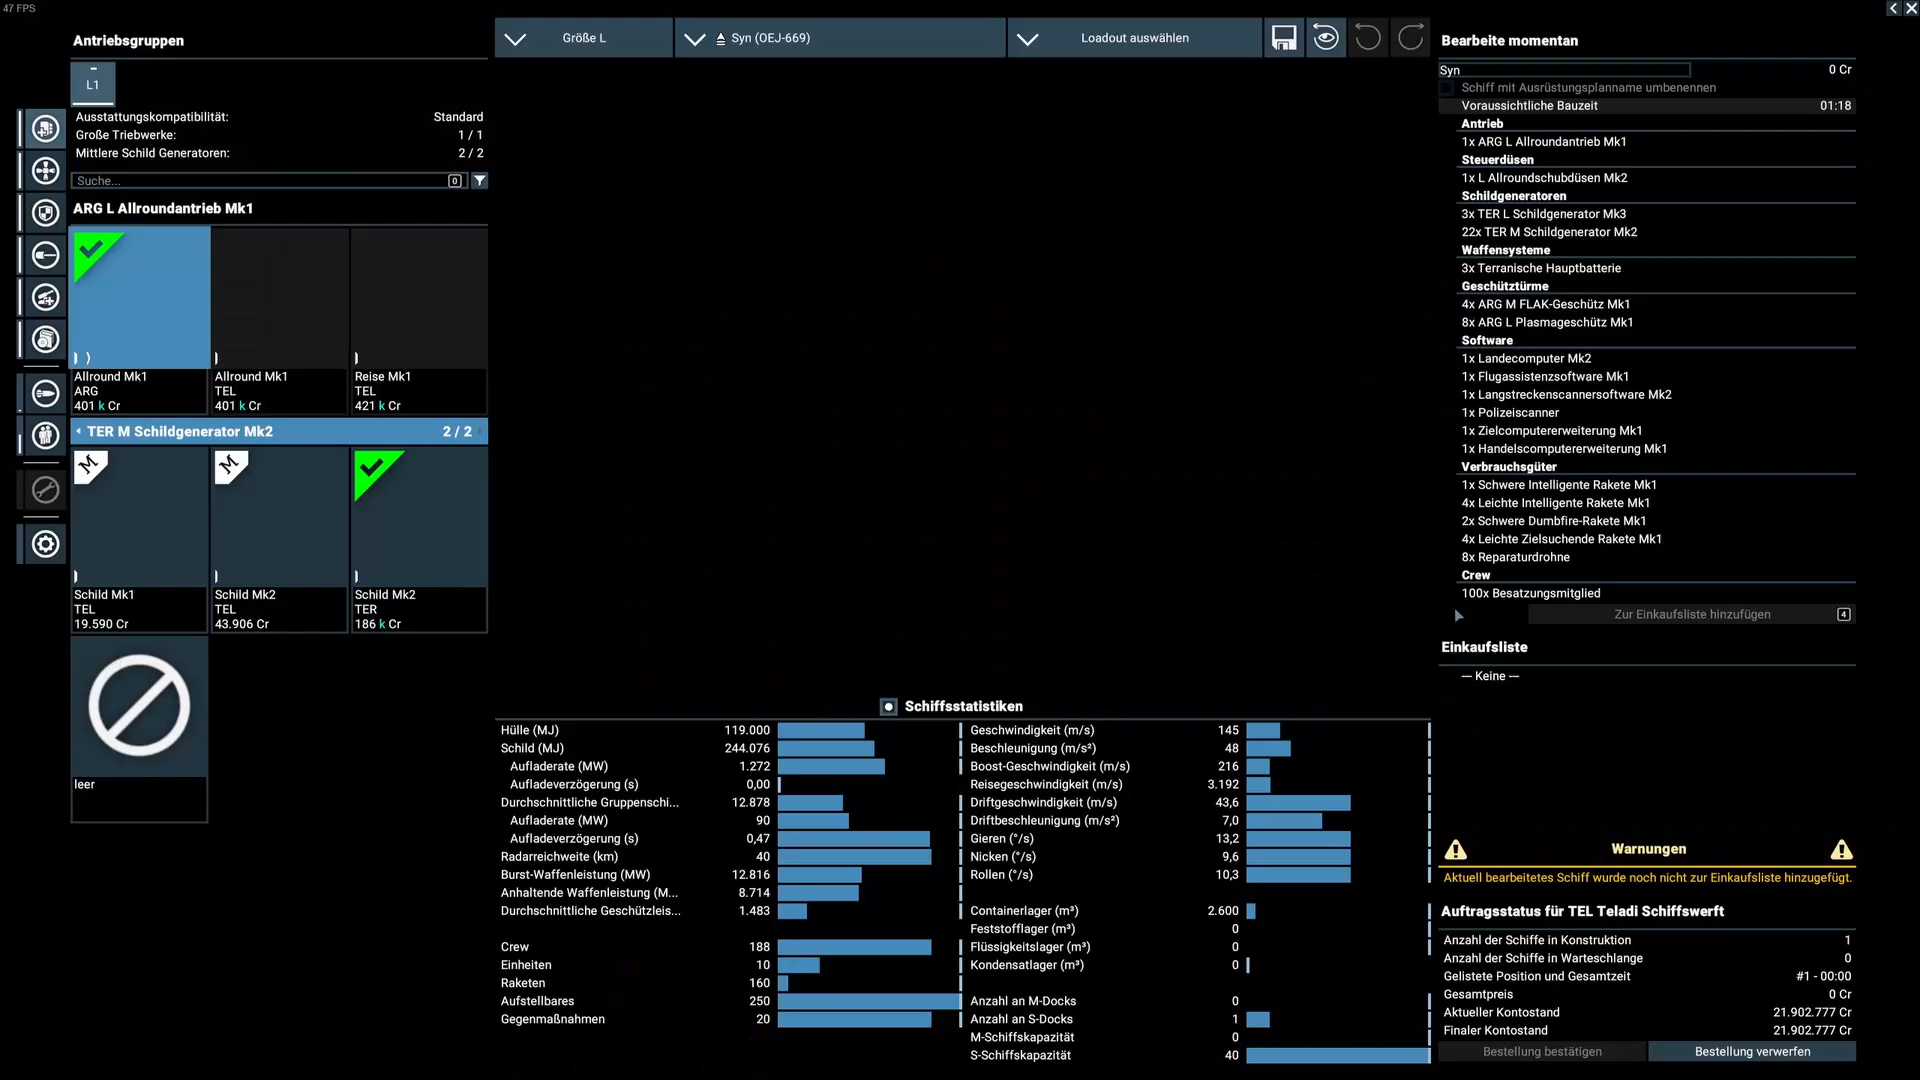 47 FPS
Antriebsgruppen
L1
Ausstattungskompatibilität: Standard
Große Triebwerke: 1 / 1
Mittlere Schild Generatoren: 2 / 2
Suche... 0
ARG L Allroundantrieb Mk1
Allround Mk1
ARG
401 k Cr
Allround Mk1
TEL
401 k Cr
Reise Mk1
TEL
421 k Cr
TER M Schildgenerator Mk2 2 / 2
M
M
Schild Mk1
TEL
19.590 Cr
Schild Mk2
TEL
43.906 Cr
Schild Mk2
TER
186 k Cr
leer
Größe L
Syn (OEJ-669)
Loadout auswählen
Schiffsstatistiken
Hülle (MJ) 119.000
Schild (MJ) 244.076
Aufladerate (MW) 1.272
Aufladeverzögerung (s) 0,00
Durchschnittliche Gruppenschi... 12.878
Aufladerate (MW) 90
Aufladeverzögerung (s) 0,47
Radarreichweite (km) 40
Burst-Waffenleistung (MW) 12.816
Anhaltende Waffenleistung (M... 8.714
Durchschnittliche Geschützleis... 1.483
Crew 188
Einheiten 10
Raketen 160
Aufstellbares 250
Gegenmaßnahmen 20
Geschwindigkeit (m/s) 145
Beschleunigung (m/s²) 48
Boost-Geschwindigkeit (m/s) 216
Reisegeschwindigkeit (m/s) 3.192
Driftgeschwindigkeit (m/s) 43,6
Driftbeschleunigung (m/s²) 7,0
Gieren (°/s) 13,2
Nicken (°/s) 9,6
Rollen (°/s) 10,3
Containerlager (m³) 2.600
Feststofflager (m³) 0
Flüssigkeitslager (m³) 0
Kondensatlager (m³) 0
Anzahl an M-Docks 0
Anzahl an S-Docks 1
M-Schiffskapazität 0
S-Schiffskapazität 40
Bearbeite momentan
Syn 0 Cr
Schiff mit Ausrüstungsplanname umbenennen
Voraussichtliche Bauzeit 01:18
Antrieb
1x ARG L Allroundantrieb Mk1
Steuerdüsen
1x L Allroundschubdüsen Mk2
Schildgeneratoren
3x TER L Schildgenerator Mk3
22x TER M Schildgenerator Mk2
Waffensysteme
3x Terranische Hauptbatterie
Geschütztürme
4x ARG M FLAK-Geschütz Mk1
8x ARG L Plasmageschütz Mk1
Software
1x Landecomputer Mk2
1x Flugassistenzsoftware Mk1
1x Langstreckenscannersoftware Mk2
1x Polizeiscanner
1x Zielcomputererweiterung Mk1
1x Handelscomputererweiterung Mk1
Verbrauchsgüter
1x Schwere Intelligente Rakete Mk1
4x Leichte Intelligente Rakete Mk1
2x Schwere Dumbfire-Rakete Mk1
4x Leichte Zielsuchende Rakete Mk1
8x Reparaturdrohne
Crew
100x Besatzungsmitglied
Zur Einkaufsliste hinzufügen 4
Einkaufsliste
--- Keine ---
Warnungen
Aktuell bearbeitetes Schiff wurde noch nicht zur Einkaufsliste hinzugefügt.
Auftragsstatus für TEL Teladi Schiffswerft
Anzahl der Schiffe in Konstruktion 1
Anzahl der Schiffe in Warteschlange 0
Gelistete Position und Gesamtzeit #1 - 00:00
Gesamtpreis 0 Cr
Aktueller Kontostand 21.902.777 Cr
Finaler Kontostand 21.902.777 Cr
Bestellung bestätigen
Bestellung verwerfen